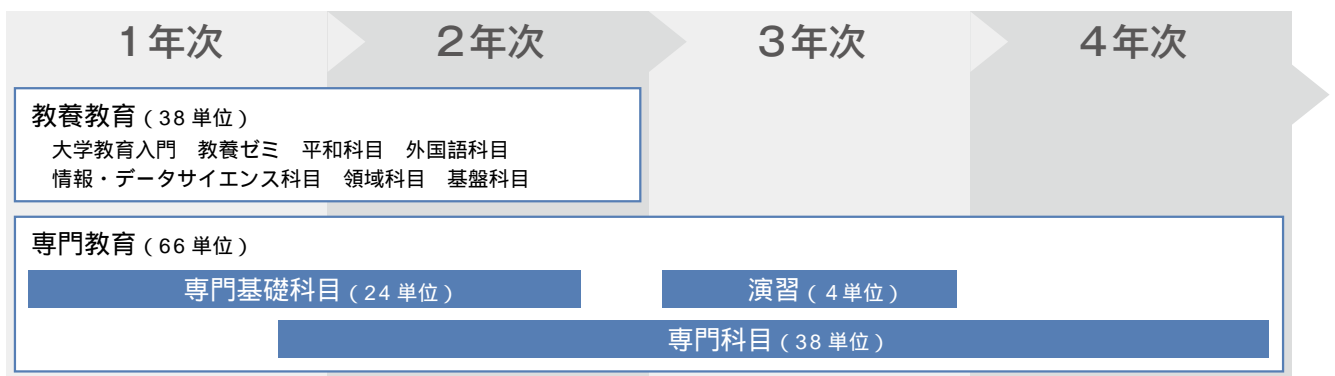 1年次 2年次 3年次 4年次
教養教育(38単位)
大学教育入門 教養ゼミ 平和科目 外国語科目
情報・データサイエンス科目 領域科目 基盤科目
専門教育(66単位)
専門基礎科目(24単位) 演習(4単位)
専門科目(38単位)